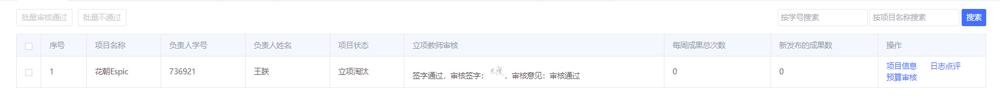 批量审核通过 批量不通过 按学号搜索 按项目名称搜索 搜索
序号 项目名称 负责人学号 负责人姓名 项目状态 立项教师审核 每周成果总次数 新发布的成果数 操作
1 花朝Espic 736921 王朕 立项淘汰 签字通过，审核签字： ，审核意见：审核通过 0 0 项目信息 日志点评
预算审核